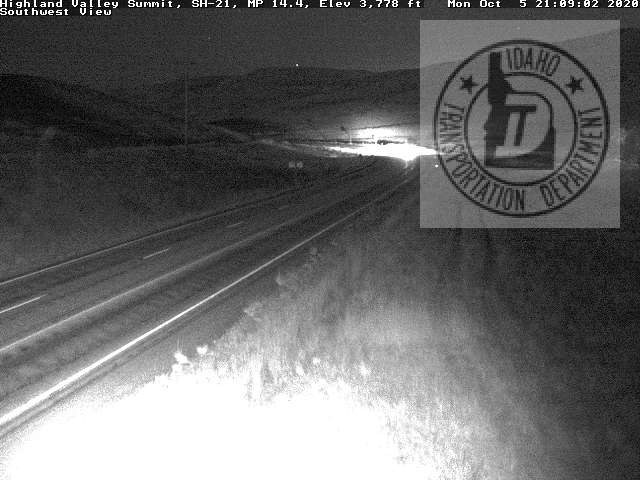 Highland Valley Summit, SH-21, MP 14.4, Elev 3,778 ft   Mon Oct  5 21:09:02 2020
Southwest View
IDAHO
TRANSPORTATION DEPARTMENT